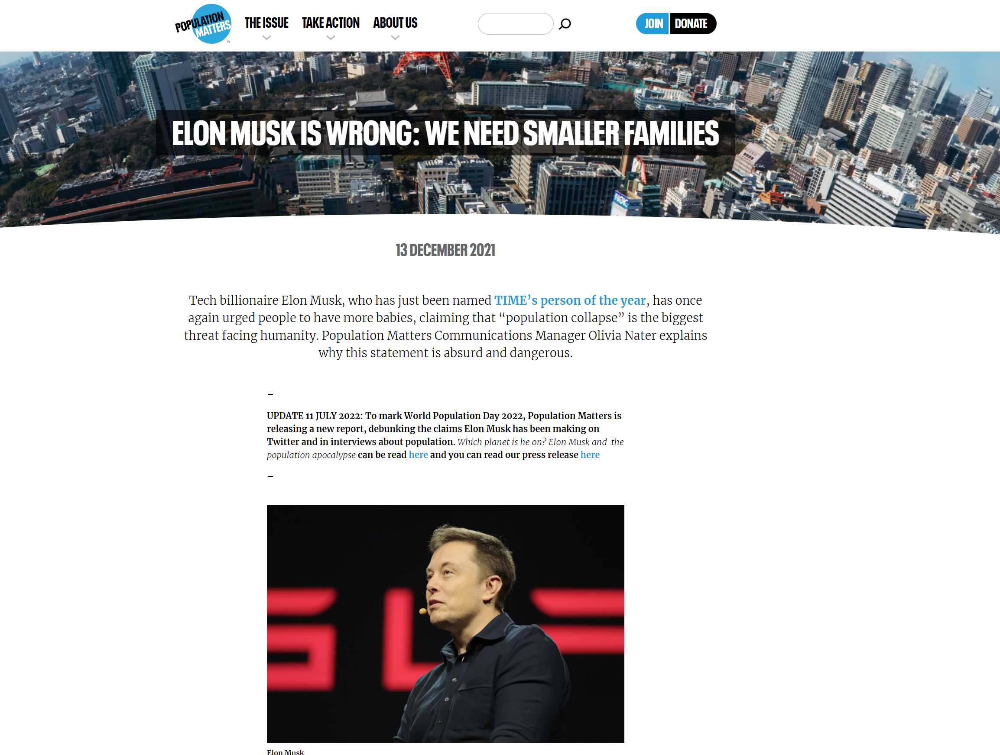 POPULATION
MATTERS
TM
THE ISSUE
TAKE ACTION
ABOUT US
JOIN
DONATE
ELON MUSK IS WRONG: WE NEED SMALLER FAMILIES
NOK
NOK
13 DECEMBER 2021
Tech billionaire Elon Musk, who has just been named TIME’s person of the year, has once
again urged people to have more babies, claiming that “population collapse” is the biggest
threat facing humanity. Population Matters Communications Manager Olivia Nater explains
why this statement is absurd and dangerous.
–
UPDATE 11 JULY 2022: To mark World Population Day 2022, Population Matters is
releasing a new report, debunking the claims Elon Musk has been making on
Twitter and in interviews about population. Which planet is he on? Elon Musk and the
population apocalypse can be read here and you can read our press release here
–
Elon Musk